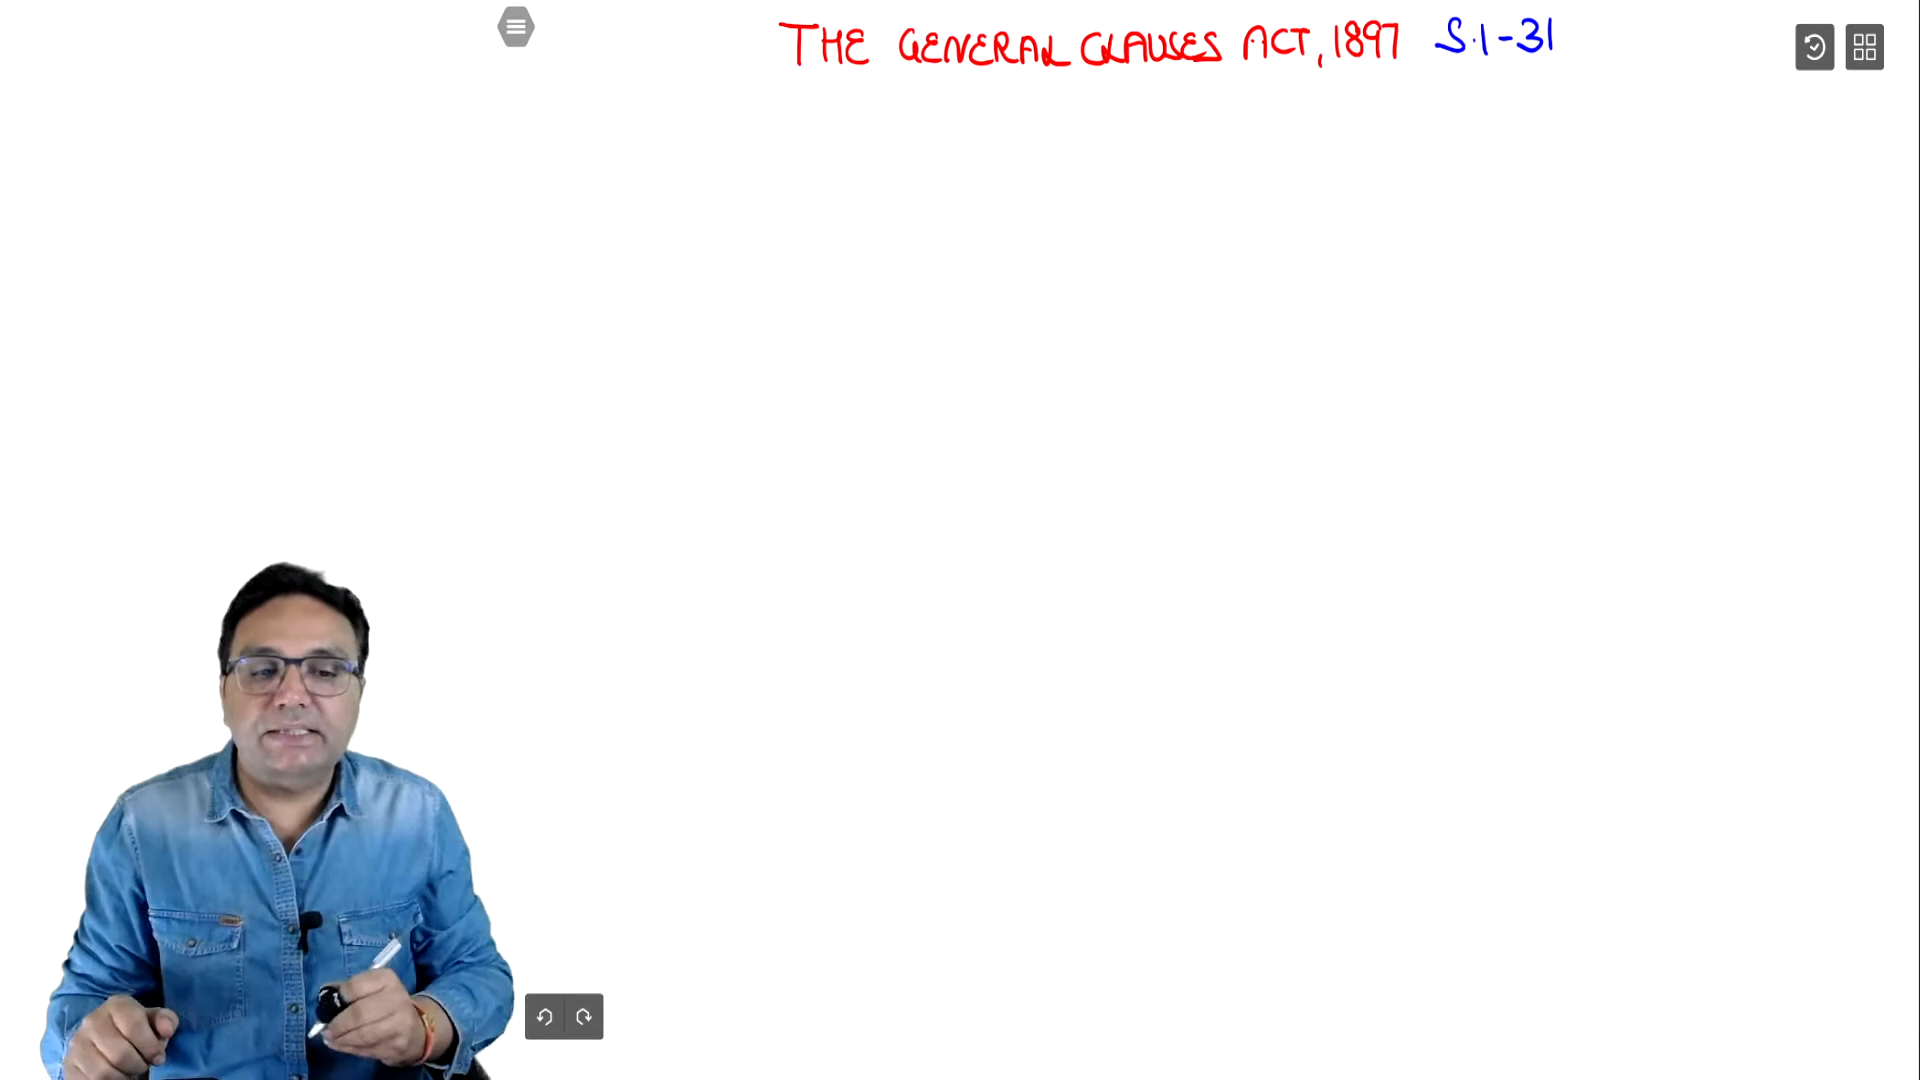 THE GENERAL CLAUSES ACT, 1897 S.1-31